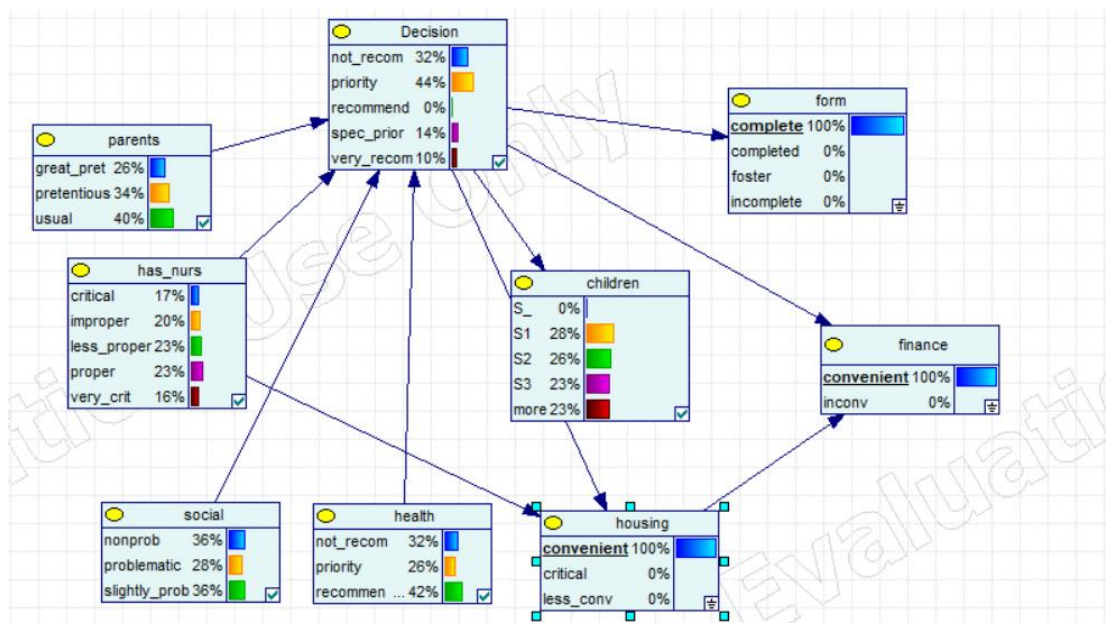 Decision
not_recom 32%
priority 44%
recommend 0%
spec_prior 14%
very_recom 10%
form
complete 100%
completed 0%
foster 0%
incomplete 0%
parents
great_pret 26%
pretentious 34%
usual 40%
has_nurs
critical 17%
improper 20%
less_proper 23%
proper 23%
very_crit 16%
children
S_ 0%
S1 28%
S2 26%
S3 23%
more 23%
finance
convenient 100%
inconv 0%
social
nonprob 36%
problematic 28%
slightly_prob 36%
health
not_recom 32%
priority 26%
recommen ... 42%
housing
convenient 100%
critical 0%
less_conv 0%
Use Only
Evaluatio